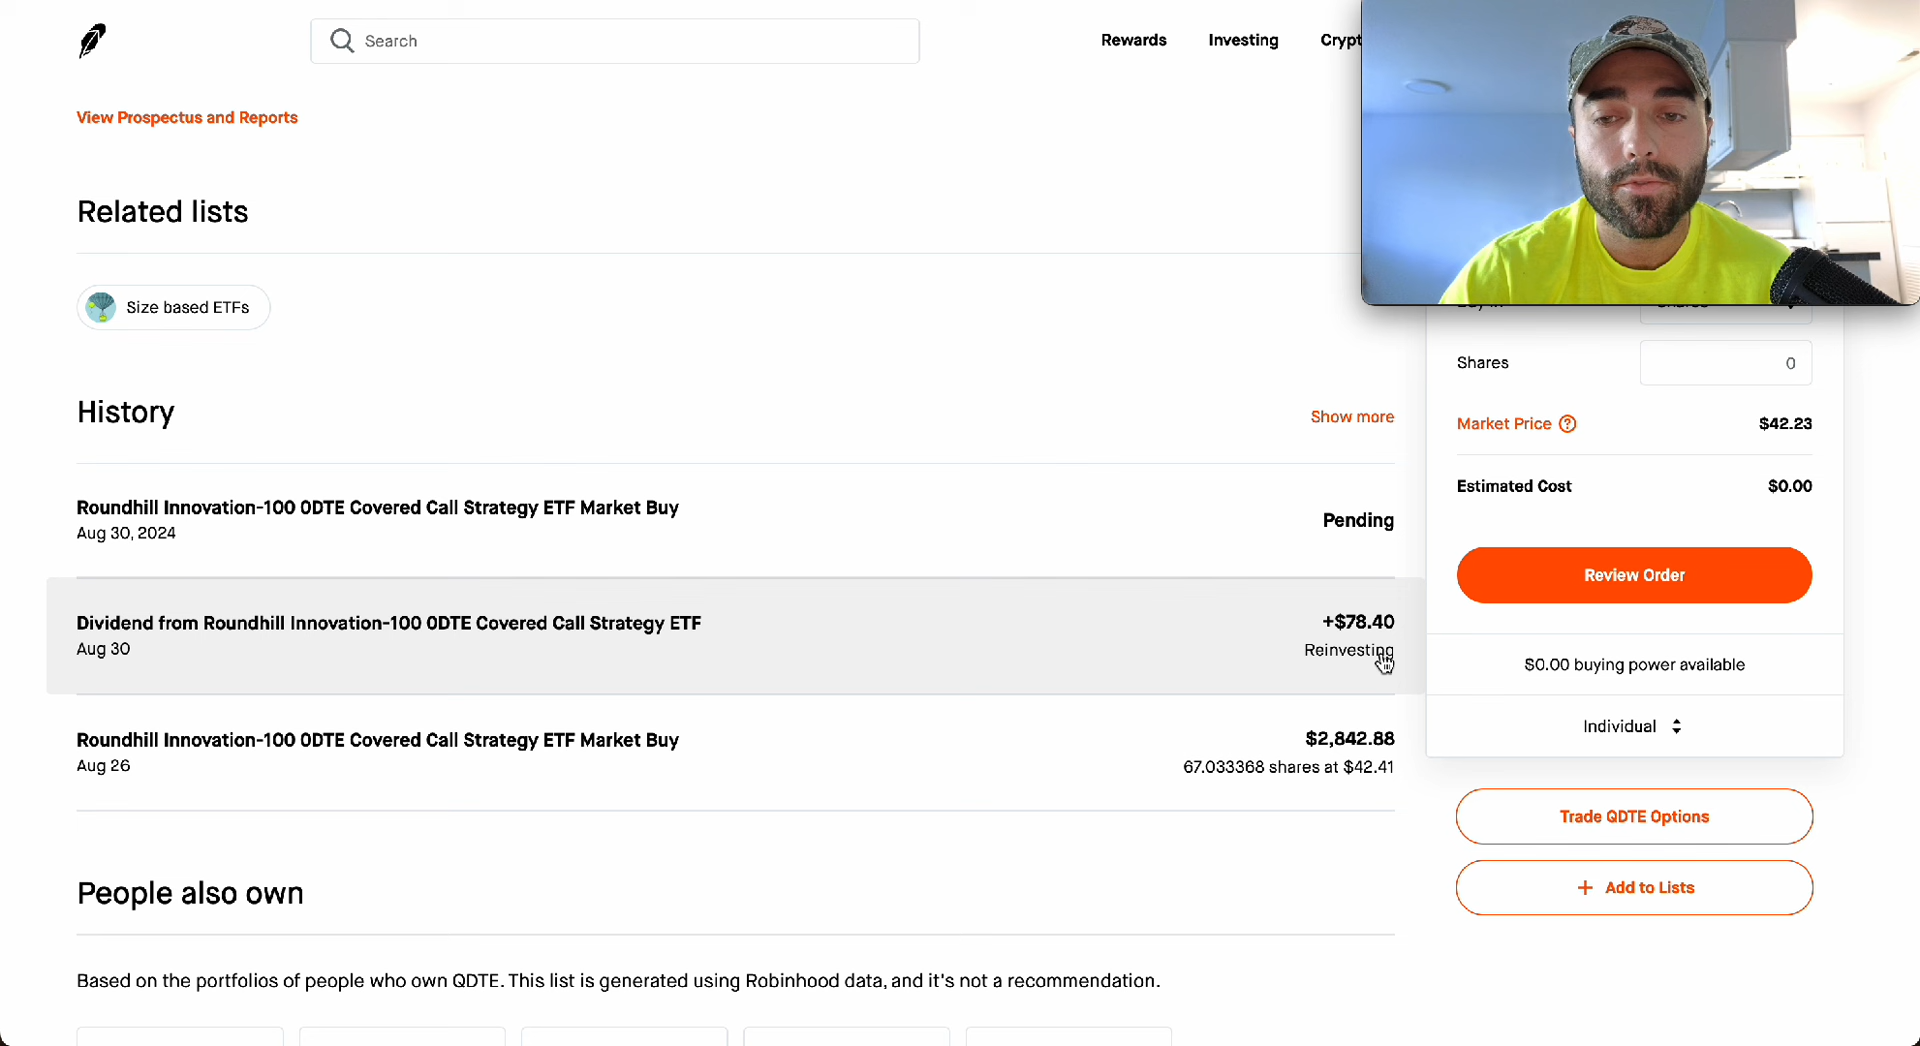 Search
Rewards
Investing
Crypt
View Prospectus and Reports
Related lists
Size based ETFs
History
Show more
Roundhill Innovation-100 0DTE Covered Call Strategy ETF Market Buy
Aug 30, 2024
Pending
Dividend from Roundhill Innovation-100 0DTE Covered Call Strategy ETF
Aug 30
+$78.40
Reinvesting
Roundhill Innovation-100 0DTE Covered Call Strategy ETF Market Buy
Aug 26
$2,842.88
67.033368 shares at $42.41
People also own
Based on the portfolios of people who own QDTE. This list is generated using Robinhood data, and it's not a recommendation.
Shares
0
Market Price ?
$42.23
Estimated Cost
$0.00
Review Order
$0.00 buying power available
Individual
Trade QDTE Options
+ Add to Lists